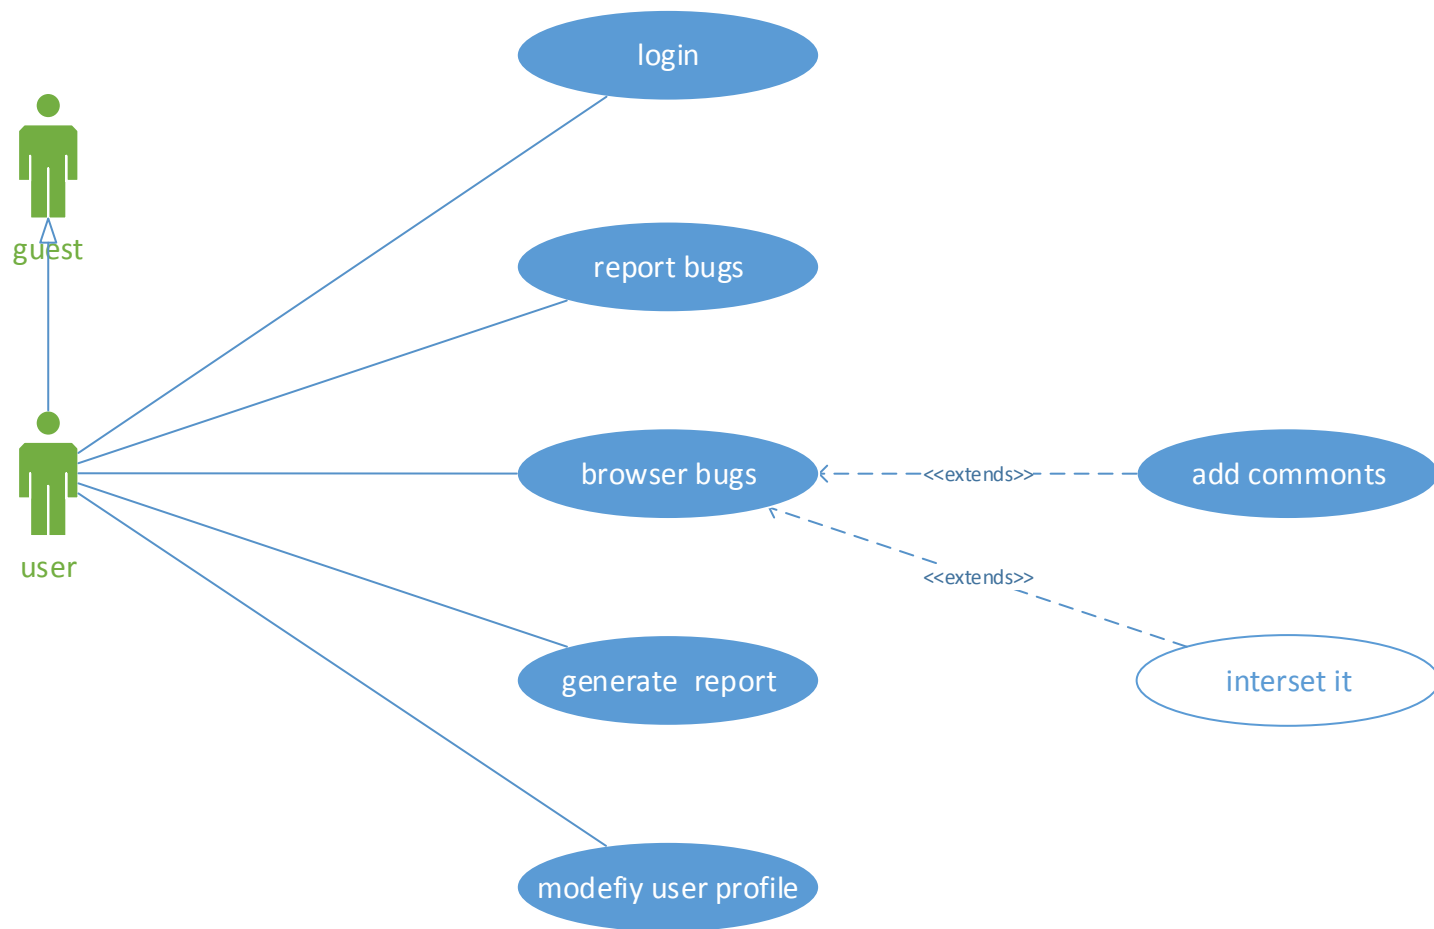 login
guest
report bugs
browser bugs
<<extends>>
add commonts
user
<<extends>>
generate  report
interset it
modefiy user profile